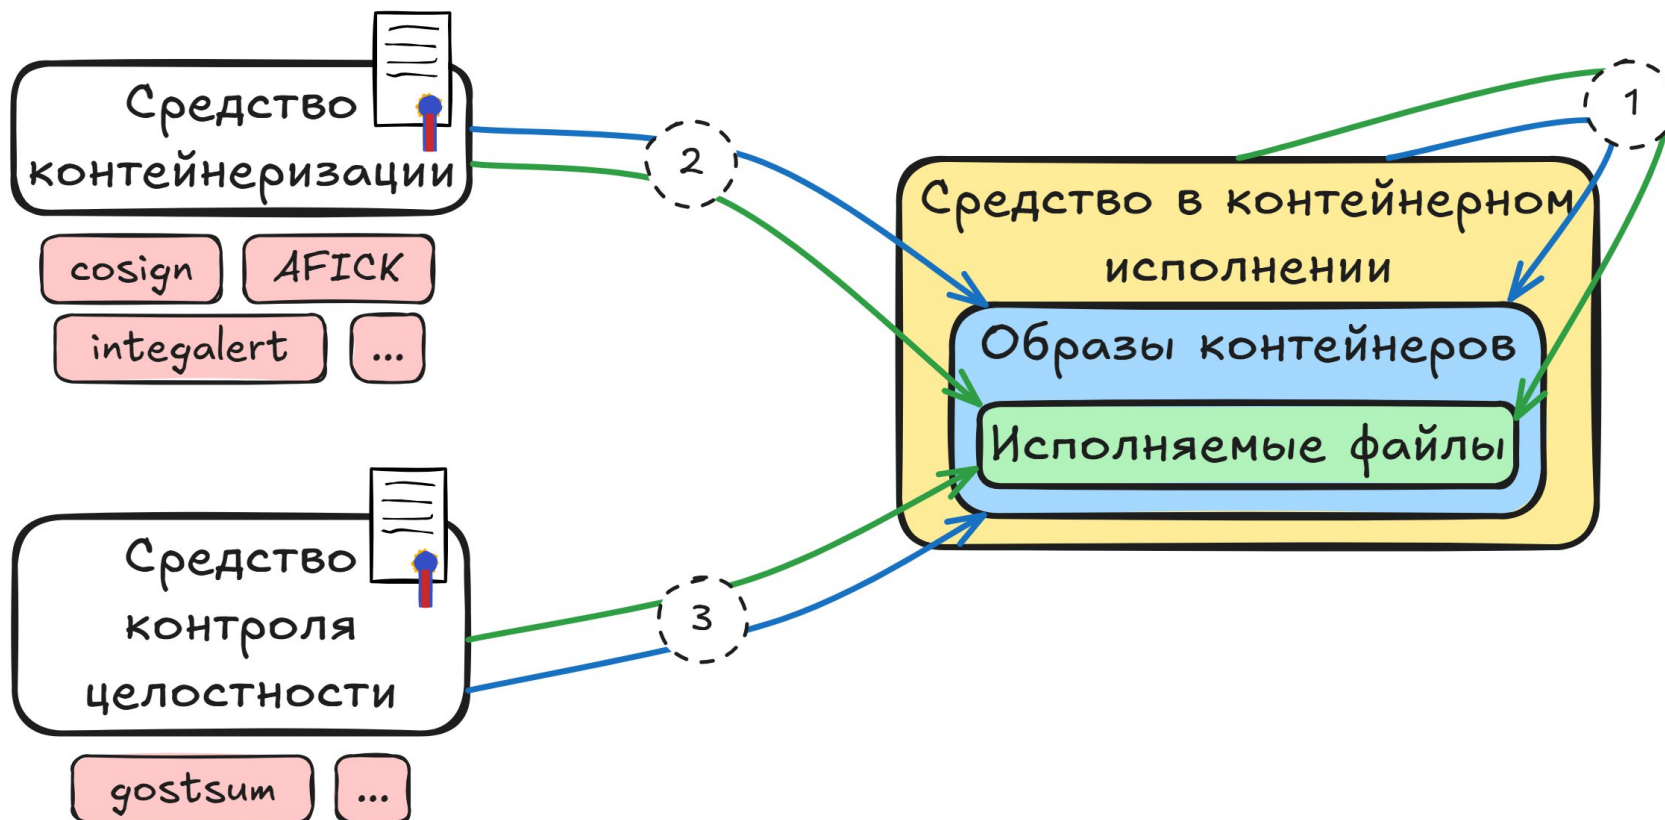 Средство
контейнеризации
cosign
AFICK
integalert
...
2
1
Средство в контейнерном
исполнении
Образы контейнеров
Исполняемые файлы
Средство
контроля
целостности
3
gostsum
...